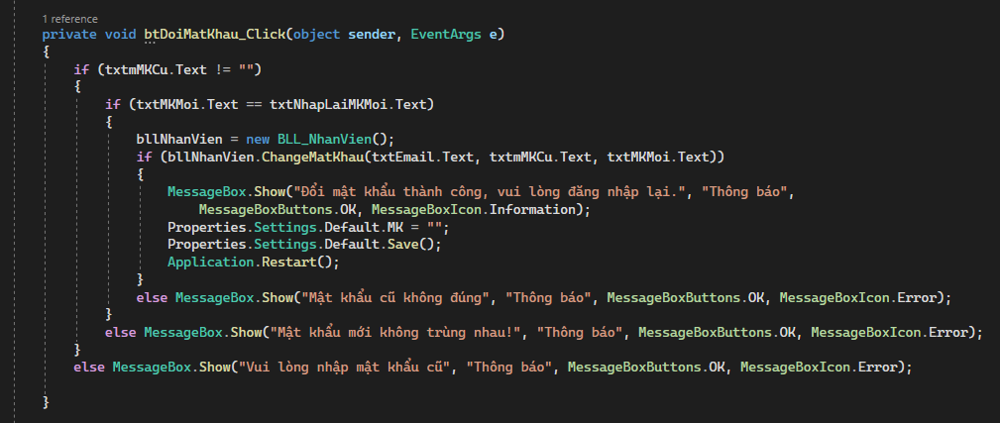 1 reference
private void btDoiMatKhau_Click(object sender, EventArgs e)
{
if (txtmMKCu.Text != "")
{
if (txtMKMoi.Text == txtNhapLaiMKMoi.Text)
{
bllNhanVien = new BLL_NhanVien();
if (bllNhanVien.ChangeMatKhau(txtEmail.Text, txtmMKCu.Text, txtMKMoi.Text))
{
MessageBox.Show("Đổi mật khẩu thành công, vui lòng đăng nhập lại.", "Thông báo",
MessageBoxButtons.OK, MessageBoxIcon.Information);
Properties.Settings.Default.MK = "";
Properties.Settings.Default.Save();
Application.Restart();
}
else MessageBox.Show("Mật khẩu cũ không đúng", "Thông báo", MessageBoxButtons.OK, MessageBoxIcon.Error);
}
else MessageBox.Show("Mật khẩu mới không trùng nhau!", "Thông báo", MessageBoxButtons.OK, MessageBoxIcon.Error);
}
else MessageBox.Show("Vui lòng nhập mật khẩu cũ", "Thông báo", MessageBoxButtons.OK, MessageBoxIcon.Error);
}